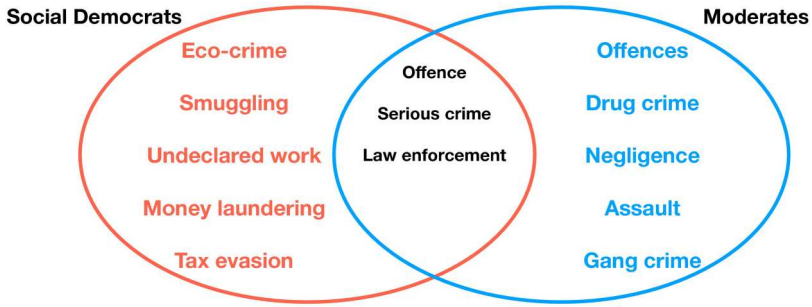 Social Democrats
Moderates
Eco-crime
Smuggling
Undeclared work
Money laundering
Tax evasion
Offence
Serious crime
Law enforcement
Offences
Drug crime
Negligence
Assault
Gang crime